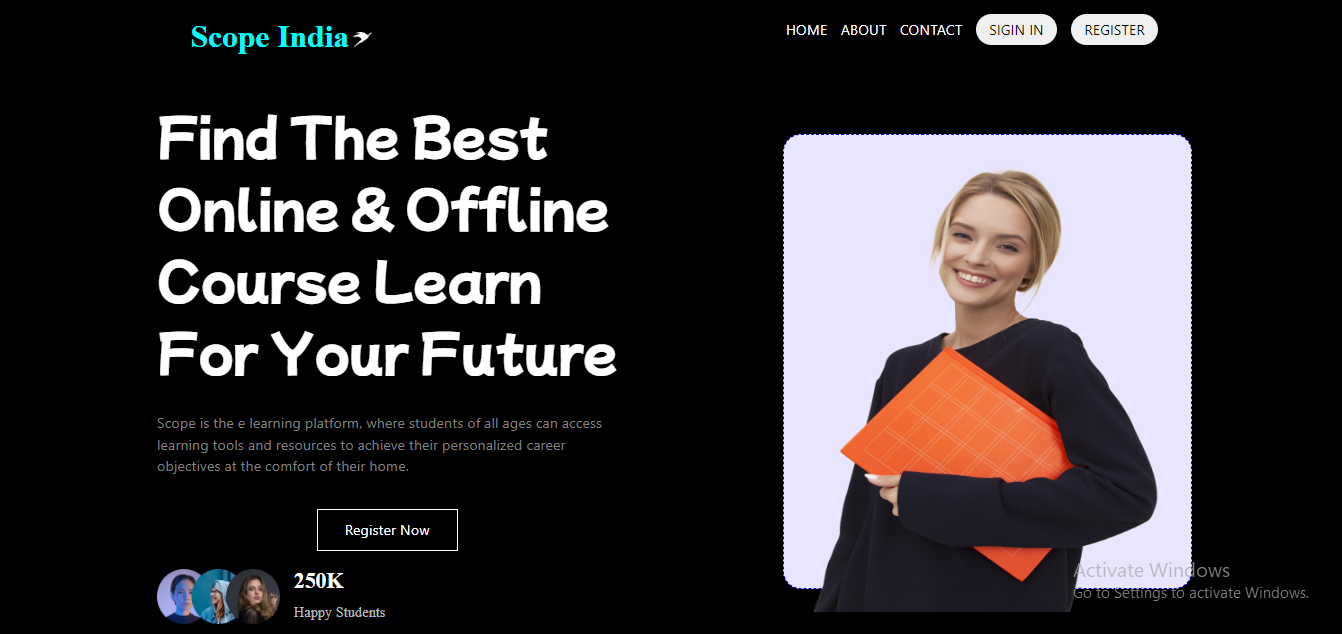 Scope India
HOME ABOUT CONTACT SIGIN IN REGISTER
Find The Best
Online & Offline
Course Learn
For Your Future
Scope is the e learning platform, where students of all ages can access
learning tools and resources to achieve their personalized career
objectives at the comfort of their home.
Register Now
250K
Happy Students
Activate Windows
Go to Settings to activate Windows.